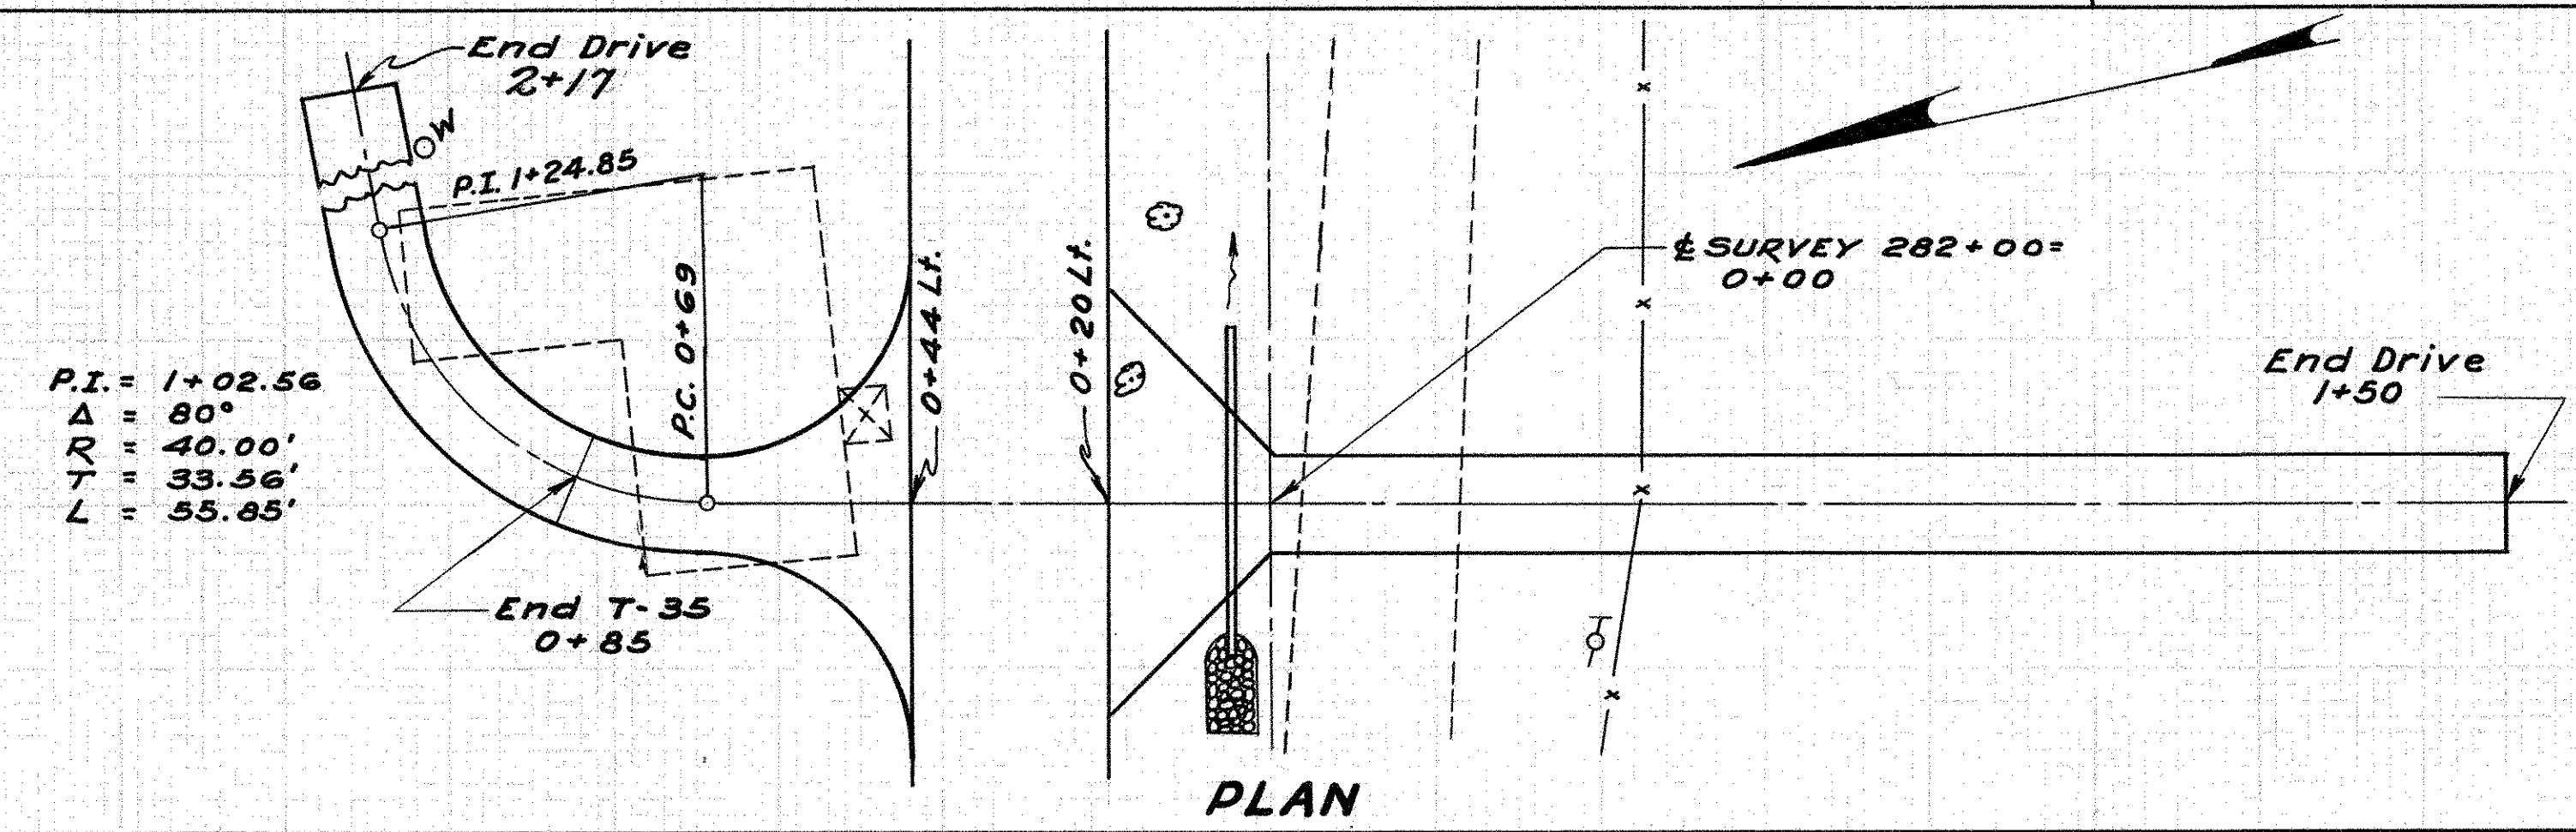 End Drive
2+17
W
P.I. 1+24.85
P.C. 0+69
0+44 Lt.
0+20 Lt.
℄ SURVEY 282+00=
0+00
End Drive
1+50
P.I. = 1+02.56
Δ = 80°
R = 40.00'
T = 33.56'
L = 55.85'
End T-35
0+85
PLAN